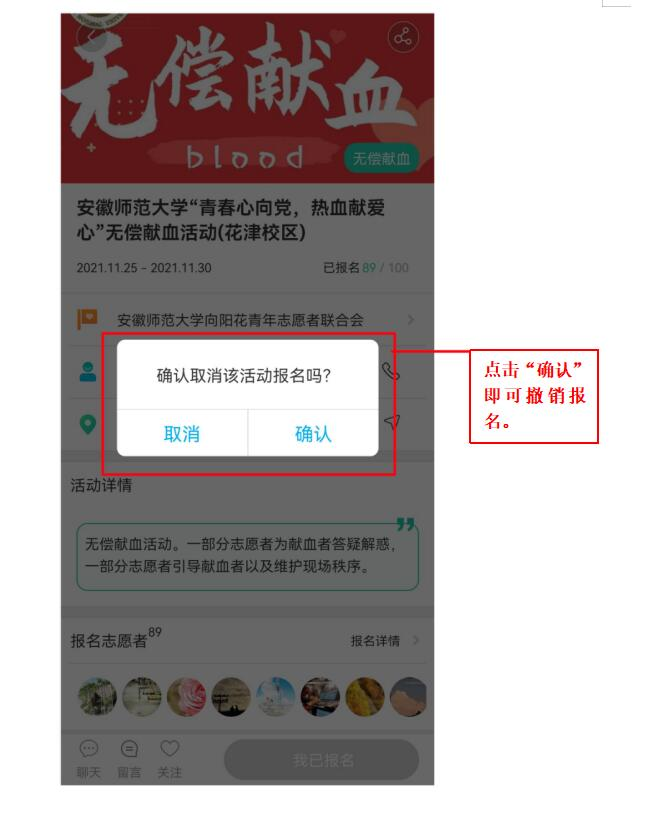 无偿献血
blood
无偿献血
安徽师范大学“青春心向党，热血献爱
心”无偿献血活动(花津校区)
2021.11.25 - 2021.11.30
已报名 89 / 100
安徽师范大学向阳花青年志愿者联合会
确认取消该活动报名吗?
取消
确认
点击“确认”
即可撤销报
名。
活动详情
无偿献血活动。一部分志愿者为献血者答疑解惑，
一部分志愿者引导献血者以及维护现场秩序。
报名志愿者89
报名详情
聊天
留言
关注
我已报名